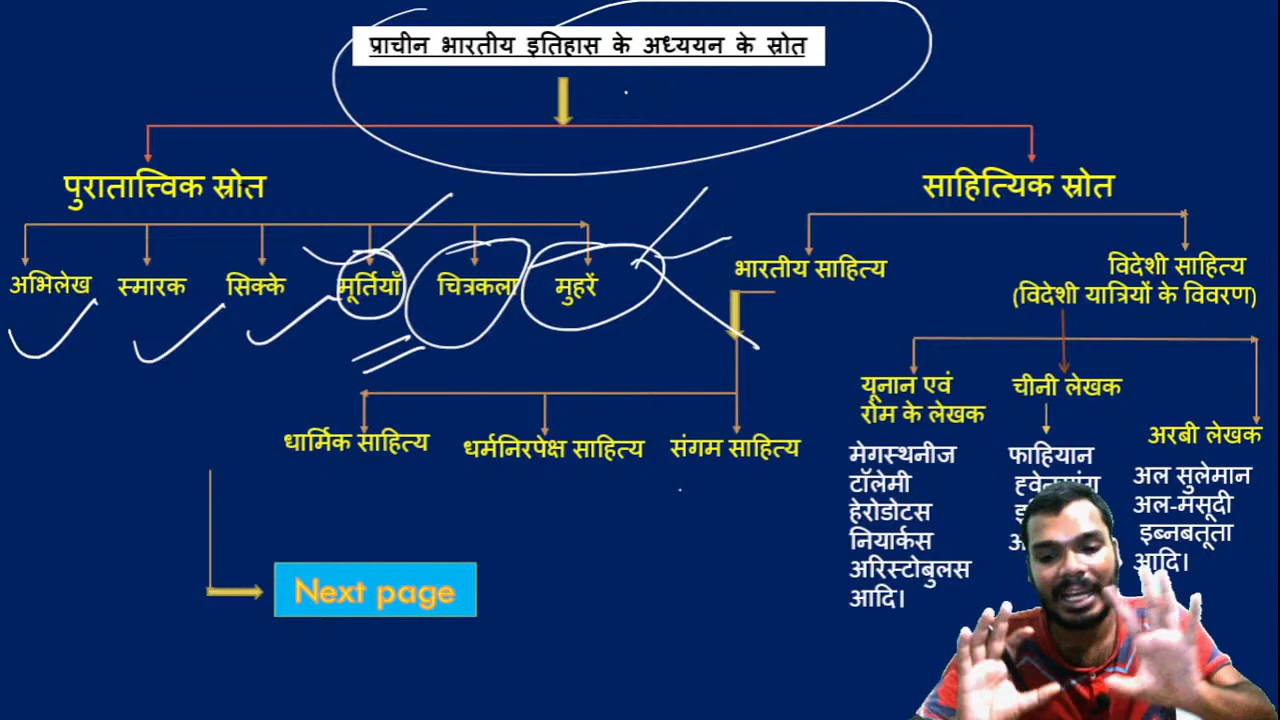 प्राचीन भारतीय इतिहास के अध्ययन के स्रोत
पुरातात्त्विक स्रोत
साहित्यिक स्रोत
अभिलेख
स्मारक
सिक्के
मूर्तियाँ
चित्रकला
मुहरें
भारतीय साहित्य
विदेशी साहित्य
(विदेशी यात्रियों के विवरण)
धार्मिक साहित्य
धर्मनिरपेक्ष साहित्य
संगम साहित्य
यूनान एवं
रोम के लेखक
मेगस्थनीज
टॉलेमी
हेरोडोटस
नियार्कस
अरिस्टोबुलस
आदि।
चीनी लेखक
फाहियान
अरबी लेखक
अल सुलेमान
अल-मसूदी
इब्नबतूता
आदि।
Next page